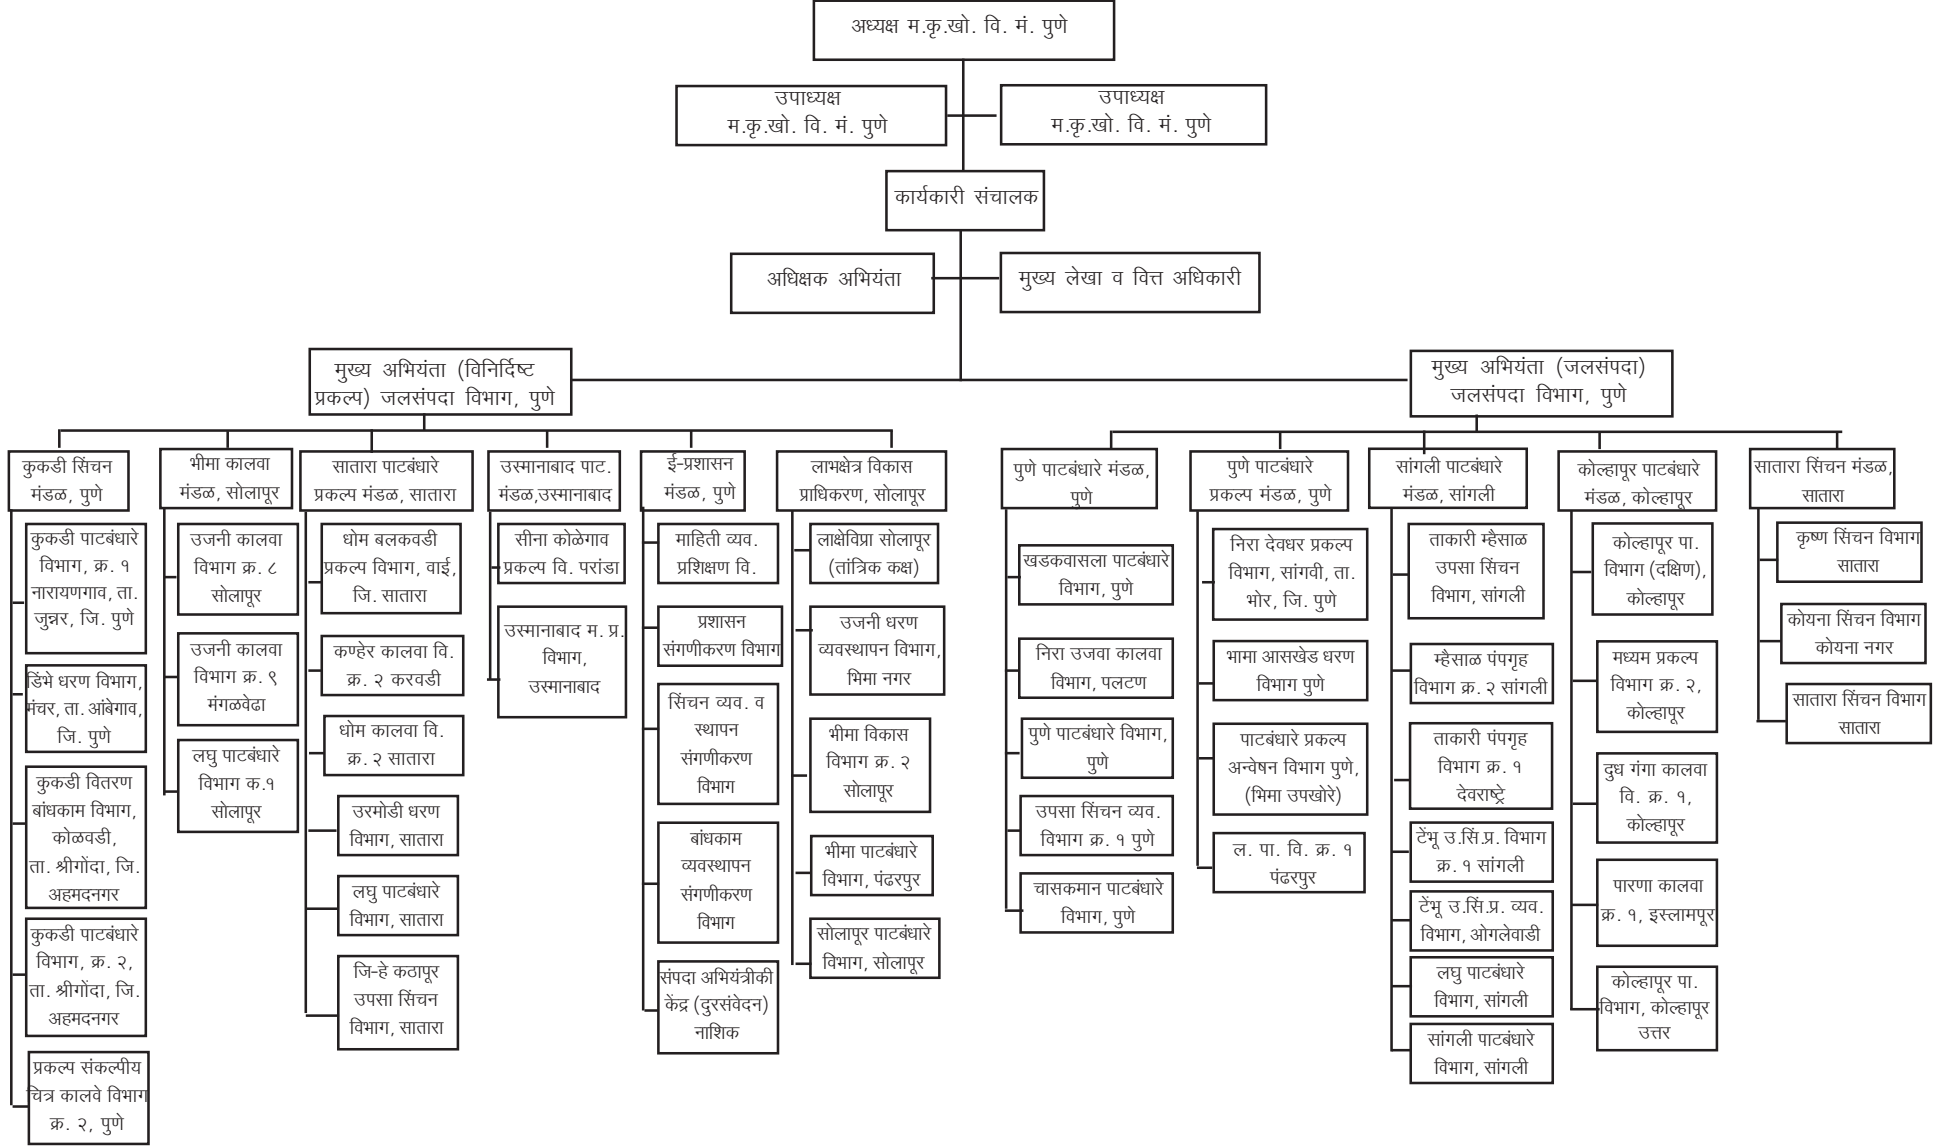 अध्यक्ष म.कृ.खो. वि. मं. पुणे
उपाध्यक्ष
म.कृ.खो. वि. मं. पुणे
उपाध्यक्ष
म.कृ.खो. वि. मं. पुणे
कार्यकारी संचालक
अधिक्षक अभियंता
मुख्य लेखा व वित्त अधिकारी
मुख्य अभियंता (विनिर्दिष्ट
प्रकल्प) जलसंपदा विभाग, पुणे
मुख्य अभियंता (जलसंपदा)
जलसंपदा विभाग, पुणे
कुकडी सिंचन
मंडळ, पुणे
कुकडी पाटबंधारे
विभाग, क्र. १
नारायणगाव, ता.
जुन्नर, जि. पुणे
डिंभे धरण विभाग,
मंचर, ता. आंबेगाव,
जि. पुणे
कुकडी वितरण
बांधकाम विभाग,
कोळवडी,
ता. श्रीगोंदा, जि.
अहमदनगर
कुकडी पाटबंधारे
विभाग, क्र. २,
ता. श्रीगोंदा, जि.
अहमदनगर
प्रकल्प संकल्पीय
चित्र कालवे विभाग
क्र. २, पुणे
भीमा कालवा
मंडळ, सोलापूर
उजनी कालवा
विभाग क्र. ८
सोलापूर
उजनी कालवा
विभाग क्र. ९
मंगळवेढा
लघु पाटबंधारे
विभाग क.१
सोलापूर
सातारा पाटबंधारे
प्रकल्प मंडळ, सातारा
धोम बलकवडी
प्रकल्प विभाग, वाई,
जि. सातारा
कण्हेर कालवा वि.
क्र. २ करवडी
धोम कालवा वि.
क्र. २ सातारा
उरमोडी धरण
विभाग, सातारा
लघु पाटबंधारे
विभाग, सातारा
जि-हे कठापूर
उपसा सिंचन
विभाग, सातारा
उस्मानाबाद पाट.
मंडळ,उस्मानाबाद
सीना कोळेगाव
प्रकल्प वि. परांडा
उस्मानाबाद म. प्र.
विभाग,
उस्मानाबाद
ई-प्रशासन
मंडळ, पुणे
माहिती व्यव.
प्रशिक्षण वि.
प्रशासन
संगणीकरण विभाग
सिंचन व्यव. व
स्थापन
संगणीकरण
विभाग
बांधकाम
व्यवस्थापन
संगणीकरण
विभाग
संपदा अभियंत्रीकी
केंद्र (दुरसंवेदन)
नाशिक
लाभक्षेत्र विकास
प्राधिकरण, सोलापूर
लाक्षेविप्रा सोलापूर
(तांत्रिक कक्ष)
उजनी धरण
व्यवस्थापन विभाग,
भिमा नगर
भीमा विकास
विभाग क्र. २
सोलापूर
भीमा पाटबंधारे
विभाग, पंढरपुर
सोलापूर पाटबंधारे
विभाग, सोलापूर
पुणे पाटबंधारे मंडळ,
पुणे
खडकवासला पाटबंधारे
विभाग, पुणे
निरा उजवा कालवा
विभाग, पलटण
पुणे पाटबंधारे विभाग,
पुणे
उपसा सिंचन व्यव.
विभाग क्र. १ पुणे
चासकमान पाटबंधारे
विभाग, पुणे
पुणे पाटबंधारे
प्रकल्प मंडळ, पुणे
निरा देवधर प्रकल्प
विभाग, सांगवी, ता.
भोर, जि. पुणे
भामा आसखेड धरण
विभाग पुणे
पाटबंधारे प्रकल्प
अन्वेषन विभाग पुणे,
(भिमा उपखोरे)
ल. पा. वि. क्र. १
पंढरपुर
सांगली पाटबंधारे
मंडळ, सांगली
ताकारी म्हैसाळ
उपसा सिंचन
विभाग, सांगली
म्हैसाळ पंपगृह
विभाग क्र. २ सांगली
ताकारी पंपगृह
विभाग क्र. १
देवराष्ट्रे
टेंभू उ.सिं.प्र. विभाग
क्र. १ सांगली
टेंभू उ.सिं.प्र. व्यव.
विभाग, ओगलेवाडी
लघु पाटबंधारे
विभाग, सांगली
सांगली पाटबंधारे
विभाग, सांगली
कोल्हापूर पाटबंधारे
मंडळ, कोल्हापूर
कोल्हापूर पा.
विभाग (दक्षिण),
कोल्हापूर
मध्यम प्रकल्प
विभाग क्र. २,
कोल्हापूर
दुध गंगा कालवा
वि. क्र. १,
कोल्हापूर
पारणा कालवा
क्र. १, इस्लामपूर
कोल्हापूर पा.
विभाग, कोल्हापूर
उत्तर
सातारा सिंचन मंडळ,
सातारा
कृष्ण सिंचन विभाग
सातारा
कोयना सिंचन विभाग
कोयना नगर
सातारा सिंचन विभाग
सातारा